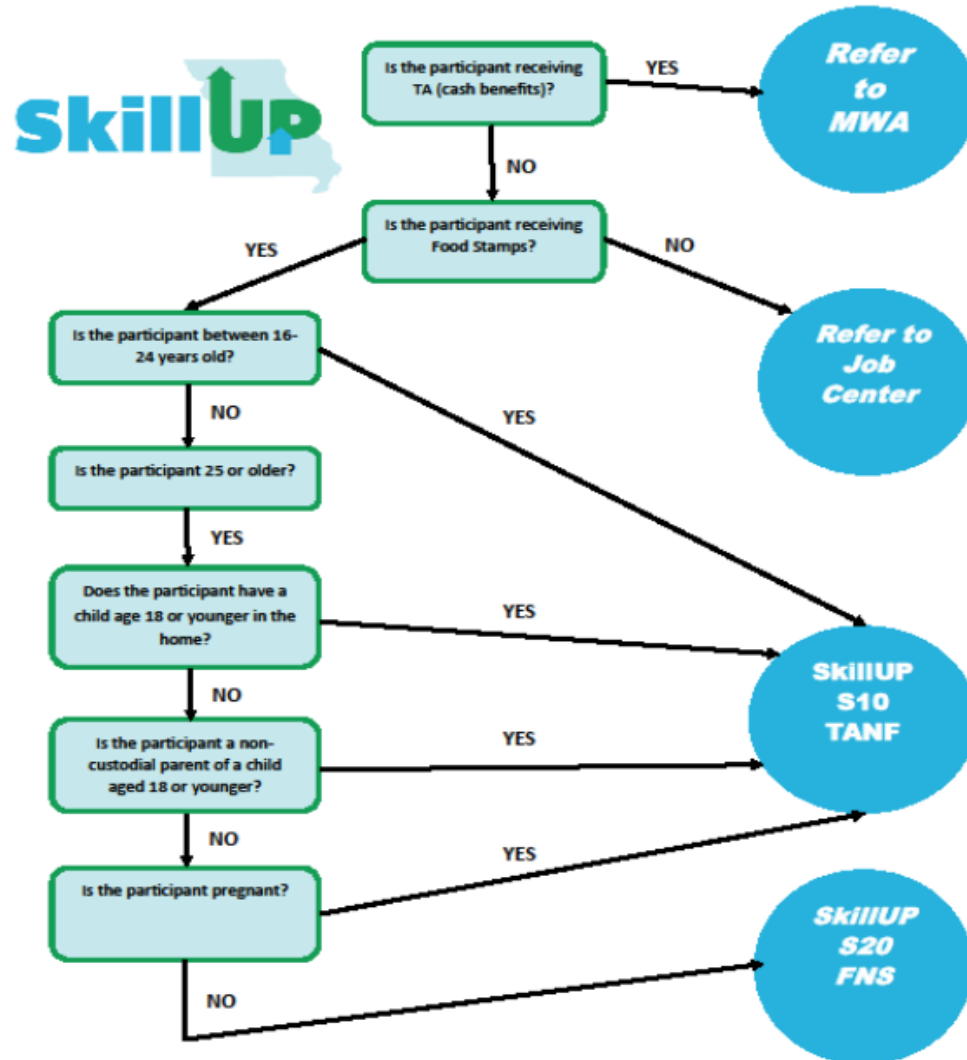 SkillUP
Is the participant receiving
TA (cash benefits)?
YES
Refer
to
MWA
NO
Is the participant receiving
Food Stamps?
YES
NO
Refer to
Job
Center
Is the participant between 16-
24 years old?
YES
NO
Is the participant 25 or older?
YES
Does the participant have a
child age 18 or younger in the
home?
YES
NO
SkillUP
S10
TANF
Is the participant a non-
custodial parent of a child
aged 18 or younger?
YES
NO
Is the participant pregnant?
YES
NO
SkillUP
S20
FNS